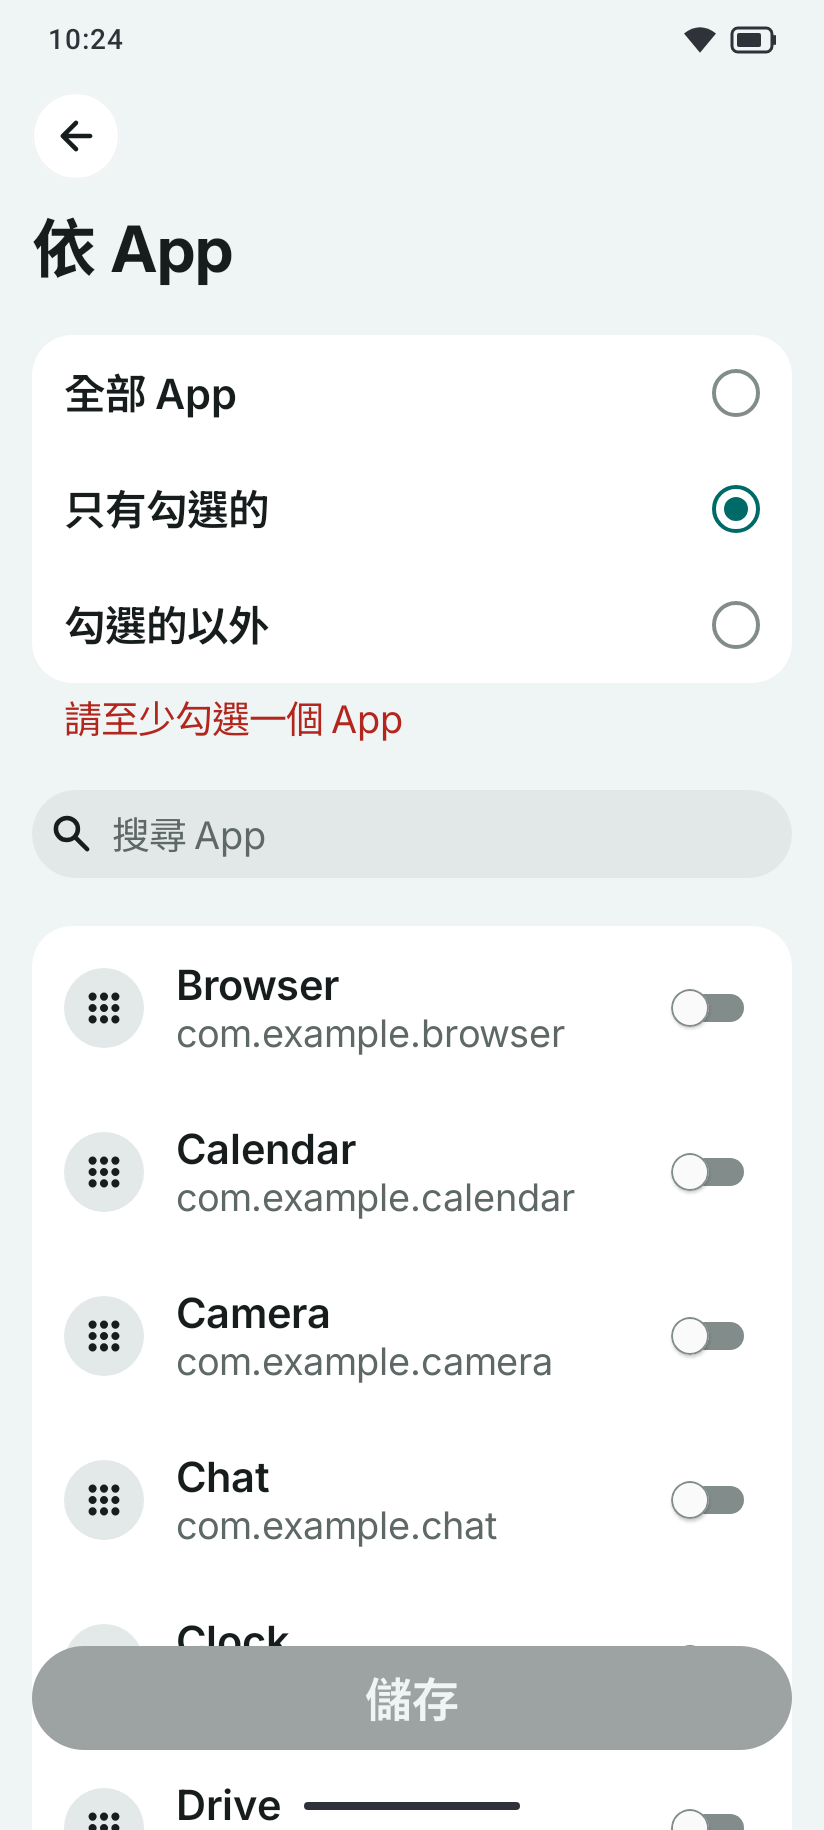 10:24
依 App
全部 App
只有勾選的
勾選的以外
請至少勾選一個 App
搜尋 App
Browser
com.example.browser
Calendar
com.example.calendar
Camera
com.example.camera
Chat
com.example.chat
Clock
儲存
Drive